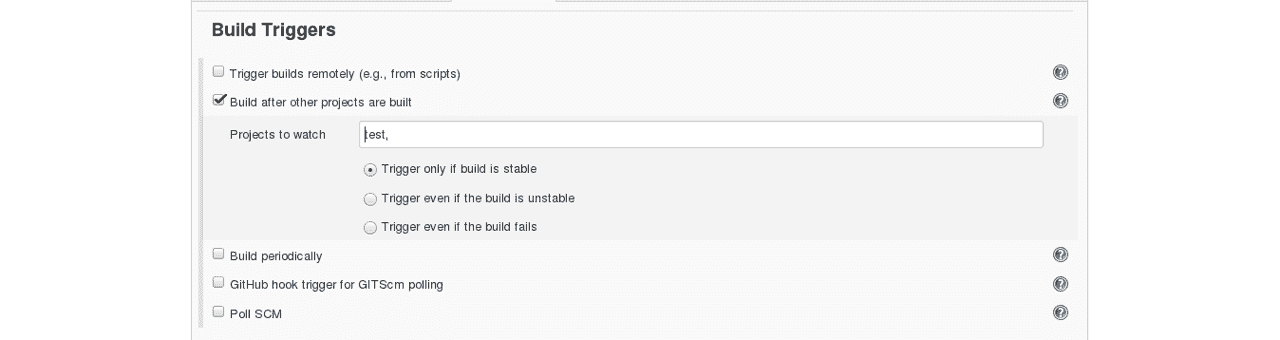 Build Triggers
Trigger builds remotely (e.g., from scripts)
Build after other projects are built
Projects to watch test,
Trigger only if build is stable
Trigger even if the build is unstable
Trigger even if the build fails
Build periodically
GitHub hook trigger for GITScm polling
Poll SCM